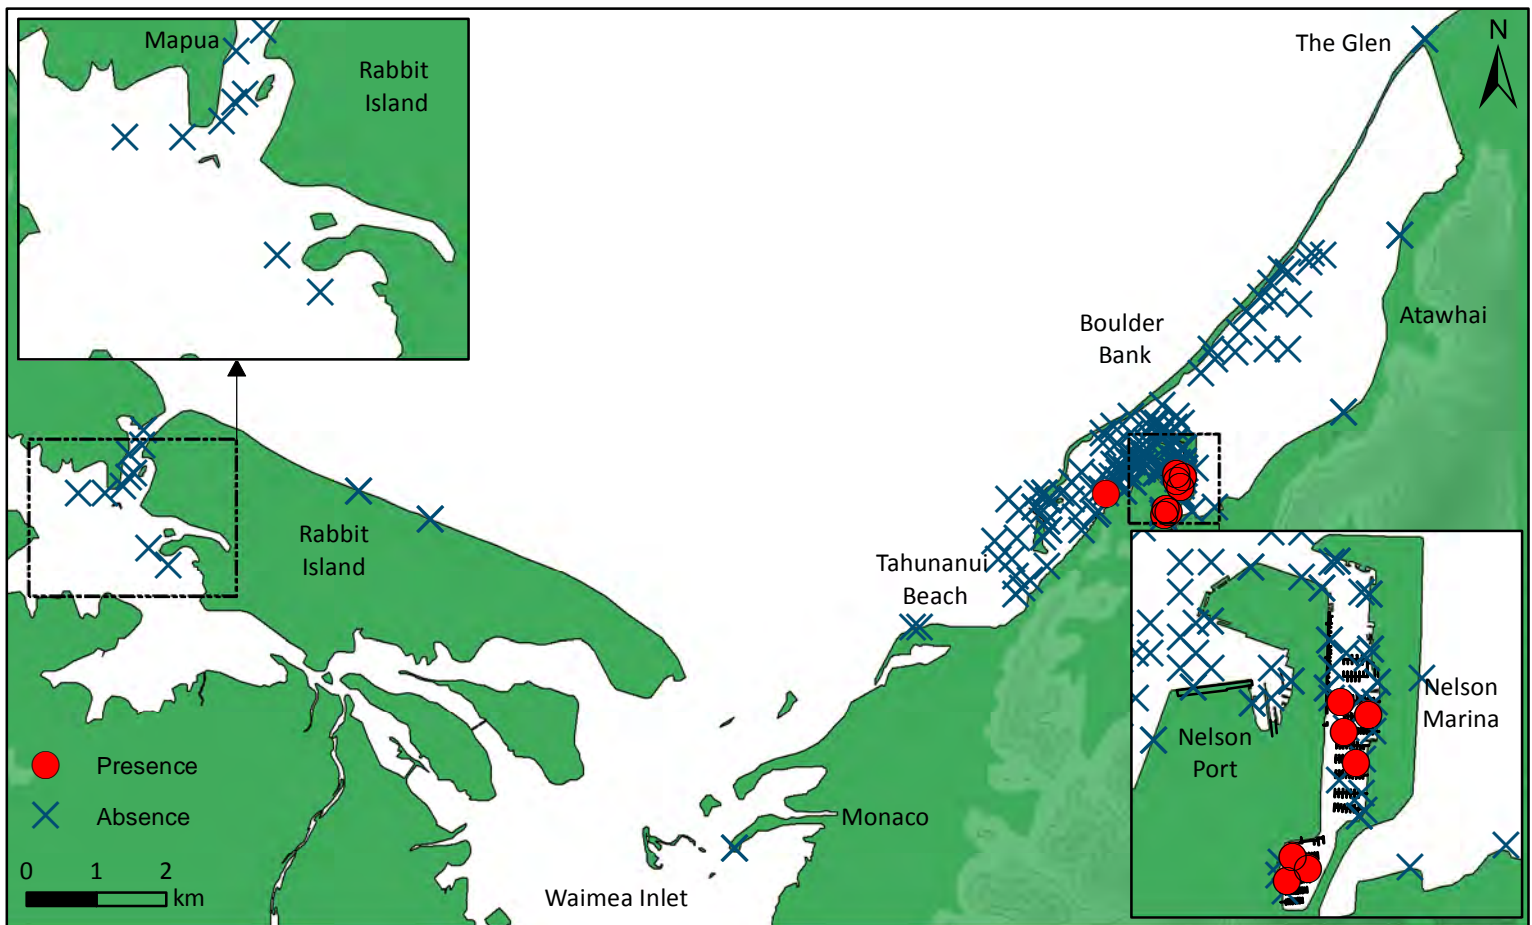 Mapua
Rabbit
Island
The Glen
N
Boulder
Bank
Atawhai
Rabbit
Island
Tahunanui
Beach
Nelson
Marina
Nelson
Port
Presence
Absence
Monaco
0 1 2
km
Waimea Inlet